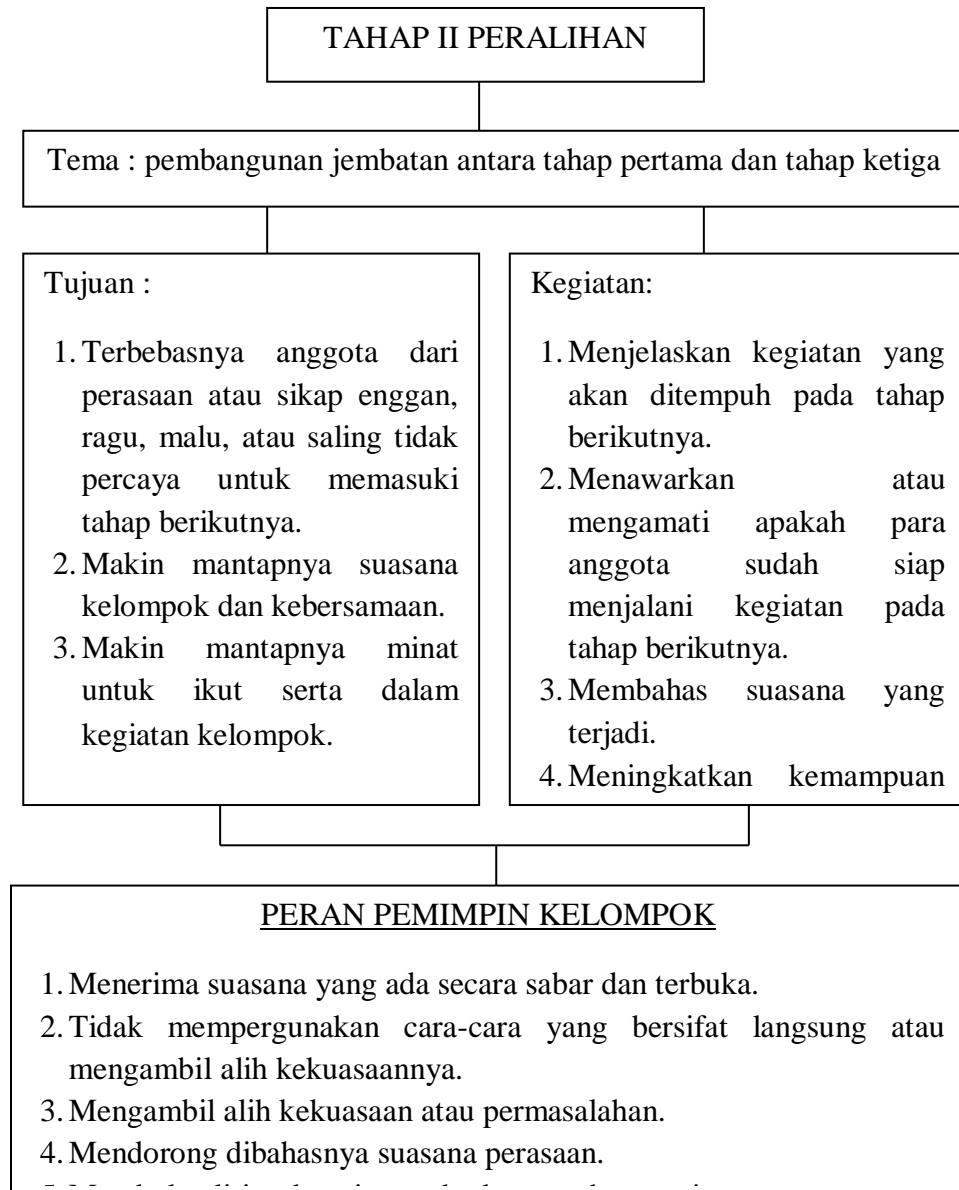 TAHAP II PERALIHAN
Tema : pembangunan jembatan antara tahap pertama dan tahap ketiga
Tujuan :
1. Terbebasnya anggota dari
perasaan atau sikap enggan,
ragu, malu, atau saling tidak
percaya untuk memasuki
tahap berikutnya.
2. Makin mantapnya suasana
kelompok dan kebersamaan.
3. Makin mantapnya minat
untuk ikut serta dalam
kegiatan kelompok.
Kegiatan:
1. Menjelaskan kegiatan yang
akan ditempuh pada tahap
berikutnya.
2. Menawarkan atau
mengamati apakah para
anggota sudah siap
menjalani kegiatan pada
tahap berikutnya.
3. Membahas suasana yang
terjadi.
4. Meningkatkan kemampuan
PERAN PEMIMPIN KELOMPOK
1. Menerima suasana yang ada secara sabar dan terbuka.
2. Tidak mempergunakan cara-cara yang bersifat langsung atau
mengambil alih kekuasaannya.
3. Mengambil alih kekuasaan atau permasalahan.
4. Mendorong dibahasnya suasana perasaan.